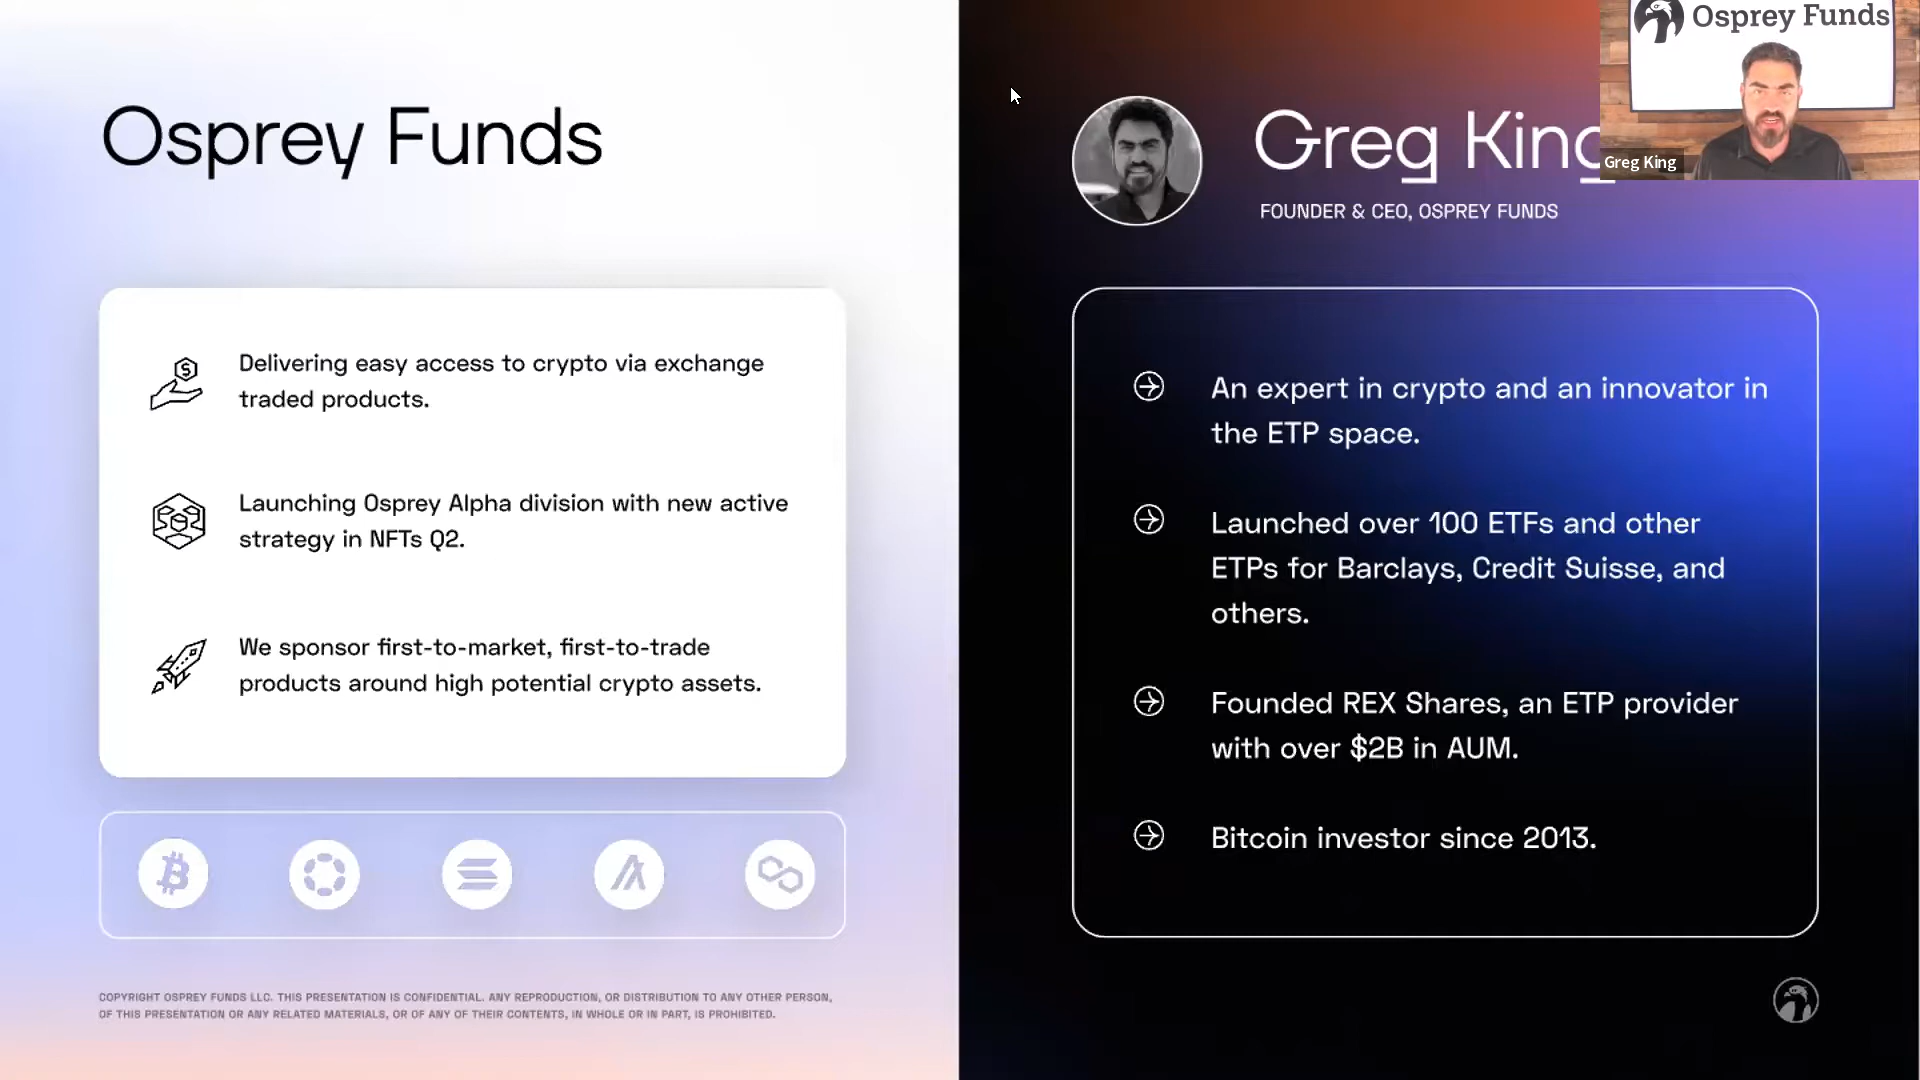 Osprey Funds
Delivering easy access to crypto via exchange
traded products.
Launching Osprey Alpha division with new active
strategy in NFTs Q2.
We sponsor first-to-market, first-to-trade
products around high potential crypto assets.
COPYRIGHT OSPREY FUNDS LLC. THIS PRESENTATION IS CONFIDENTIAL. ANY REPRODUCTION, OR DISTRIBUTION TO ANY OTHER PERSON,
OF THIS PRESENTATION OR ANY RELATED MATERIALS, OR OF ANY OF THEIR CONTENTS, IN WHOLE OR IN PART, IS PROHIBITED.
Greg King
FOUNDER & CEO, OSPREY FUNDS
An expert in crypto and an innovator in
the ETP space.
Launched over 100 ETFs and other
ETPs for Barclays, Credit Suisse, and
others.
Founded REX Shares, an ETP provider
with over $2B in AUM.
Bitcoin investor since 2013.
Osprey Funds
Greg King